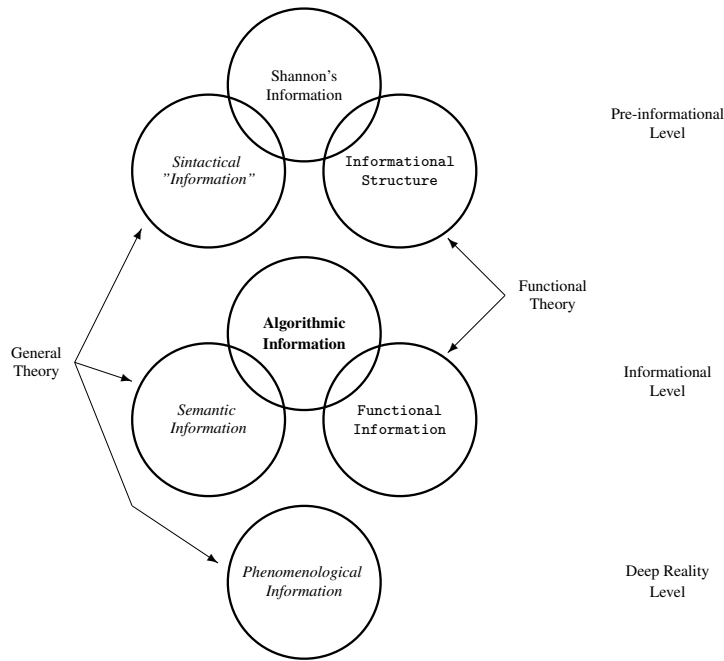 Shannon's
Information
Pre-informational
Level
Sintactical
"Information"
Informational
Structure
Functional
Theory
Algorithmic
Information
General
Theory
Informational
Level
Semantic
Information
Functional
Information
Phenomenological
Information
Deep Reality
Level